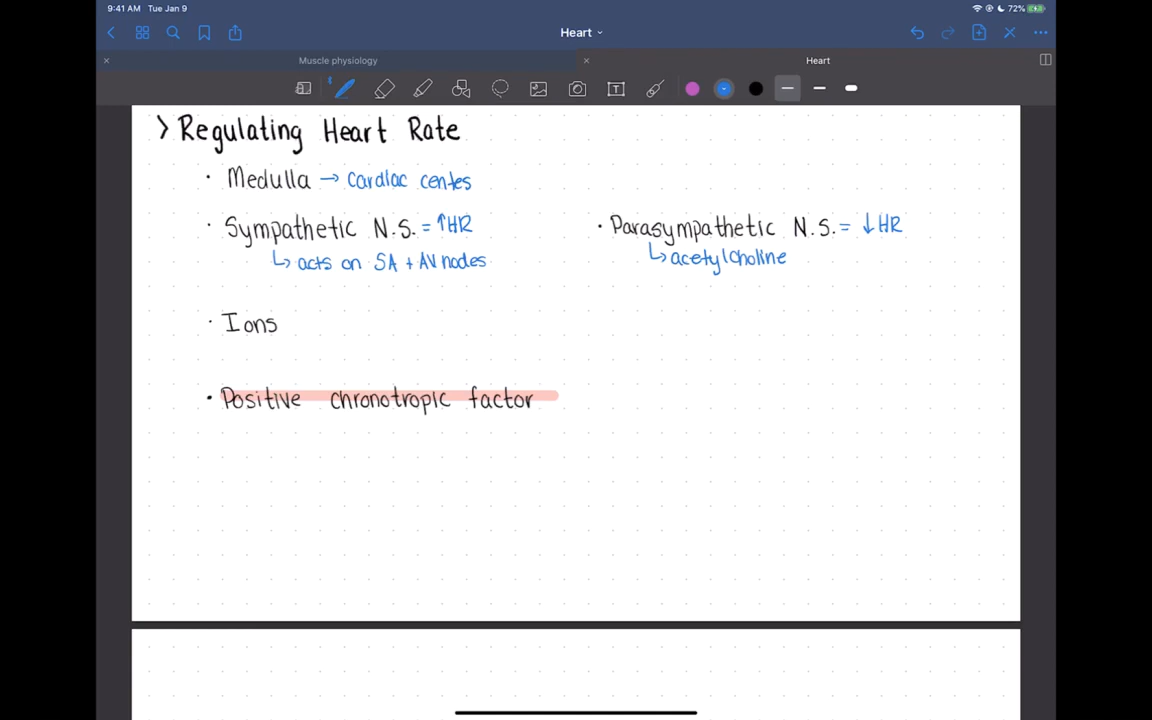 9:41 AM Tue Jan 9
72%
Heart
Muscle physiology
Heart
> Regulating Heart Rate
• Medulla → cardiac centes
• Sympathetic N.S. = ↑HR
↳ acts on SA + AV nodes
• Parasympathetic N.S. = ↓HR
↳ acetylcholine
• Ions
• Positive chronotropic factor